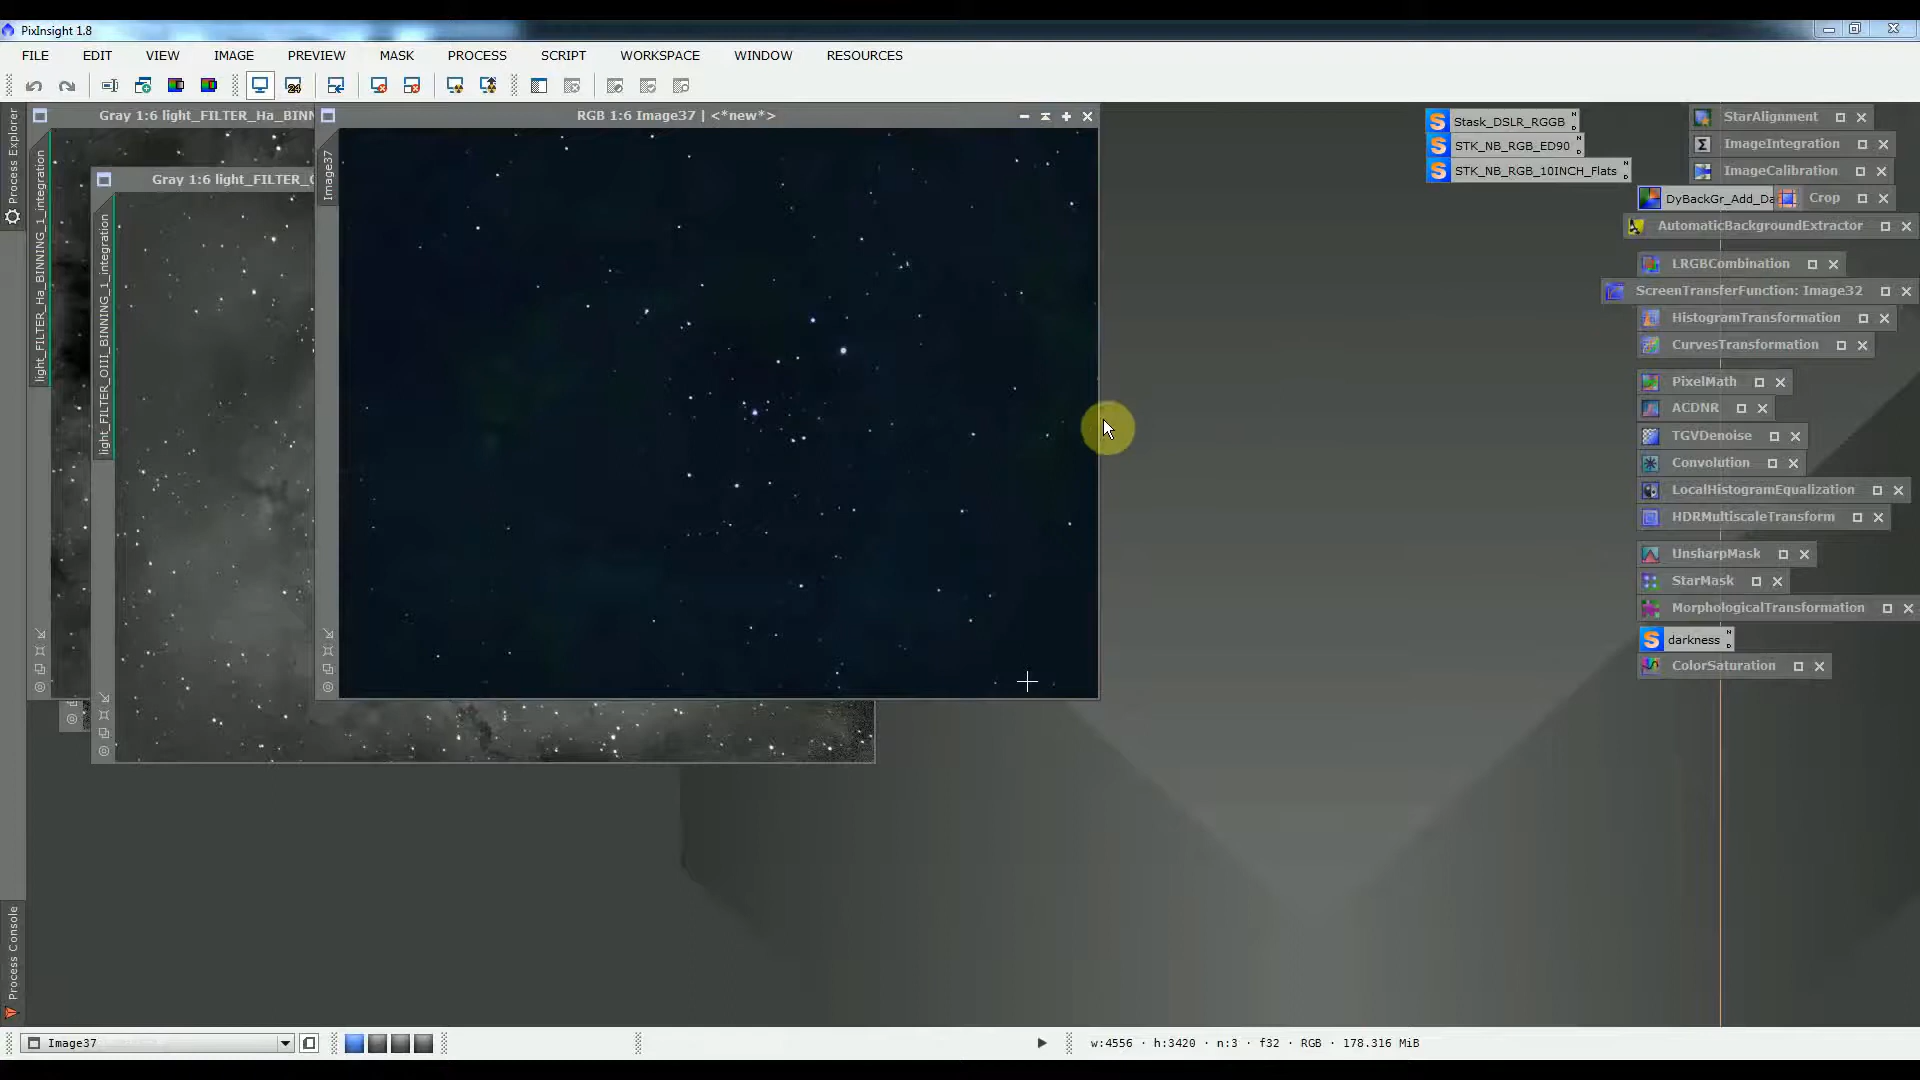 PixInsight 1.8
FILE EDIT VIEW IMAGE PREVIEW MASK PROCESS SCRIPT WORKSPACE WINDOW RESOURCES
24
Process Explorer
Process Console
Gray 1:6 light_FILTER_Ha_BINN
light_FILTER_Ha_BINNING_1_integration
Gray 1:6 light_FILTER_
light_FILTER_OIII_BINNING_1_integration
RGB 1:6 Image37 | <*new*>
Image37
Stask_DSLR_RGGB
STK_NB_RGB_ED90
STK_NB_RGB_10INCH_Flats
StarAlignment
ImageIntegration
ImageCalibration
DyBackGr_Add_Da
Crop
AutomaticBackgroundExtractor
LRGBCombination
ScreenTransferFunction: Image32
HistogramTransformation
CurvesTransformation
PixelMath
ACDNR
TGVDenoise
Convolution
LocalHistogramEqualization
HDRMultiscaleTransform
UnsharpMask
StarMask
MorphologicalTransformation
darkness
ColorSaturation
Image37
w:4556 · h:3420 · n:3 · f32 · RGB · 178.316 MiB